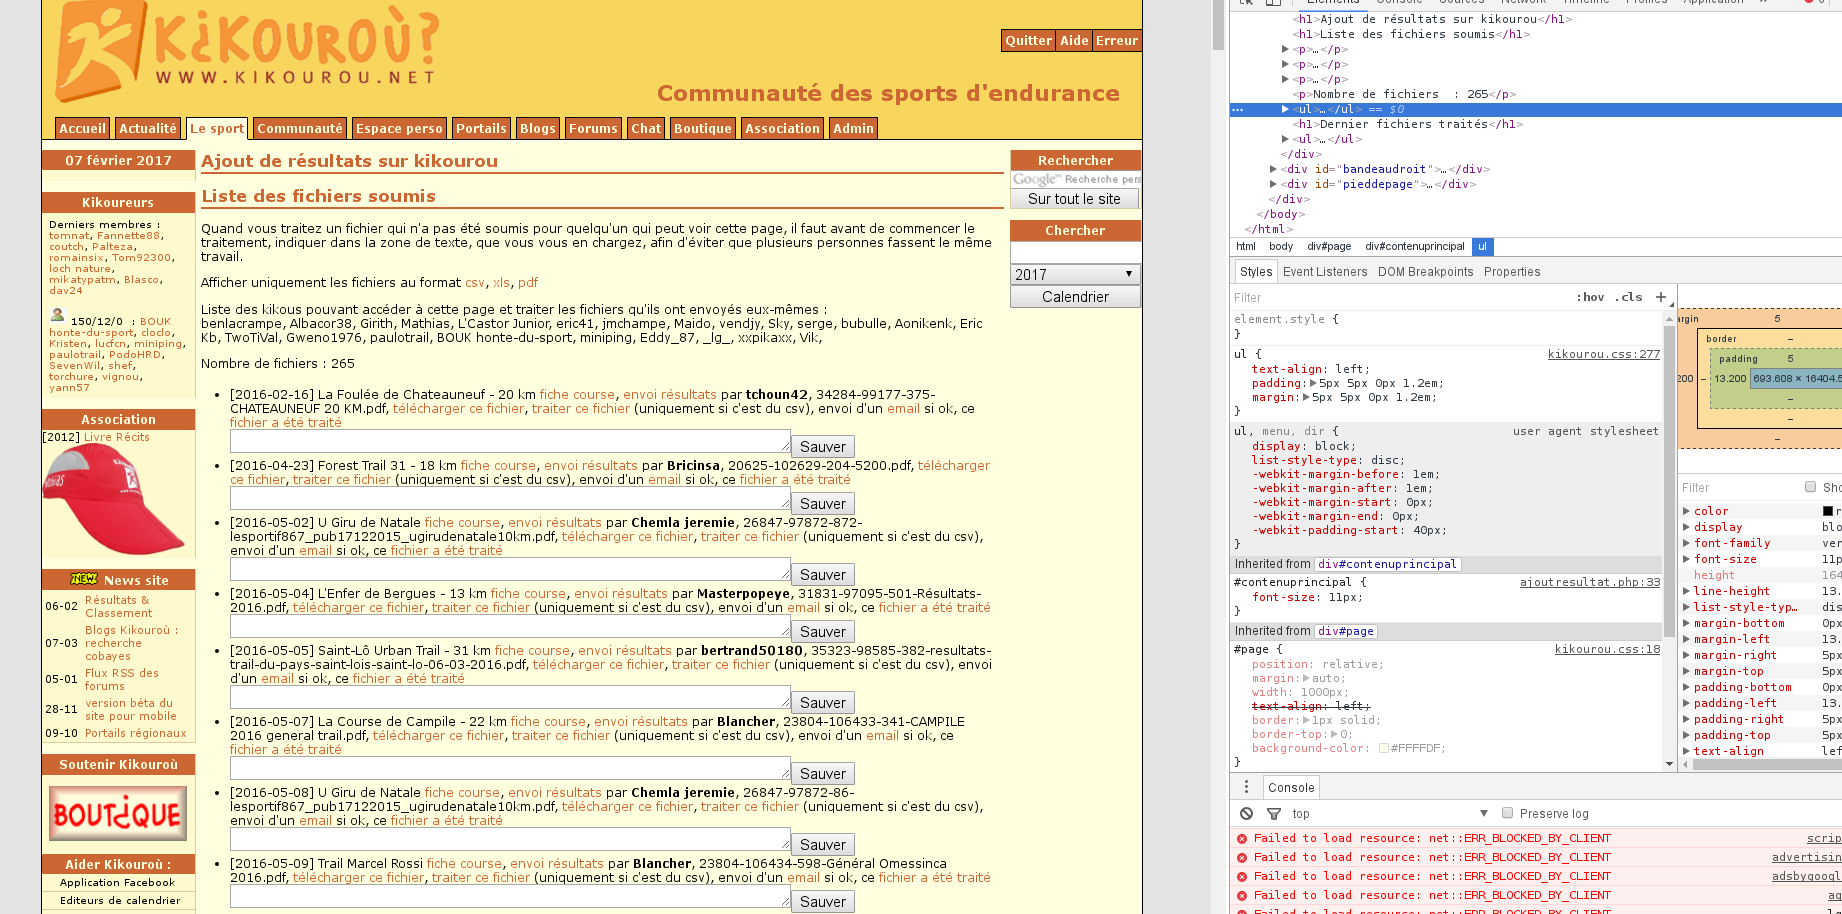 KiKOUROÙ?
WWW.KIKOUROU.NET
Quitter Aide Erreur
Communauté des sports d'endurance
Accueil Actualité Le sport Communauté Espace perso Portails Blogs Forums Chat Boutique Association Admin
07 février 2017
Kikoureurs
Derniers membres :
tomnat, Fannette88,
coutch, Palteza,
romainsix, Tom92300,
loch nature,
mikatypatm, Blasco,
dav24
150/12/0 : BOUK
honte-du-sport, cloclo,
Kristen, lucfcn, miniping,
paulotrail, PodoHRD,
SevenWil, shef,
torchure, vignou,
yann57
Association
[2012] Livre Récits
NEW News site
06-02 Résultats &
Classement
07-03 Blogs Kikouroù :
recherche
cobayes
05-01 Flux RSS des
forums
28-11 version béta du
site pour mobile
09-10 Portails régionaux
Soutenir Kikouroù
BOUTiQUE
Aider Kikouroù :
Application Facebook
Editeurs de calendrier
Ajout de résultats sur kikourou
Liste des fichiers soumis
Quand vous traitez un fichier qui n'a pas été soumis pour quelqu'un qui peut voir cette page, il faut avant de commencer le
traitement, indiquer dans la zone de texte, que vous vous en chargez, afin d'éviter que plusieurs personnes fassent le même
travail.
Afficher uniquement les fichiers au format csv, xls, pdf
Liste des kikous pouvant accéder à cette page et traiter les fichiers qu'ils ont envoyés eux-mêmes :
benlacrampe, Albacor38, Girith, Mathias, L'Castor Junior, eric41, jmchampe, Maido, vendjy, Sky, serge, bubulle, Aonikenk, Eric
Kb, TwoTiVal, Gweno1976, paulotrail, BOUK honte-du-sport, miniping, Eddy_87, _lg_, xxpikaxx, Vik,
Nombre de fichiers : 265
• [2016-02-16] La Foulée de Chateauneuf - 20 km fiche course, envoi résultats par tchoun42, 34284-99177-375-
CHATEAUNEUF 20 KM.pdf, télécharger ce fichier, traiter ce fichier (uniquement si c'est du csv), envoi d'un email si ok, ce
fichier a été traité
Sauver
• [2016-04-23] Forest Trail 31 - 18 km fiche course, envoi résultats par Bricinsa, 20625-102629-204-5200.pdf, télécharger
ce fichier, traiter ce fichier (uniquement si c'est du csv), envoi d'un email si ok, ce fichier a été traité
Sauver
• [2016-05-02] U Giru de Natale fiche course, envoi résultats par Chemla jeremie, 26847-97872-872-
lesportif867_pub17122015_ugirudenatale10km.pdf, télécharger ce fichier, traiter ce fichier (uniquement si c'est du csv),
envoi d'un email si ok, ce fichier a été traité
Sauver
• [2016-05-04] L'Enfer de Bergues - 13 km fiche course, envoi résultats par Masterpopeye, 31831-97095-501-Résultats-
2016.pdf, télécharger ce fichier, traiter ce fichier (uniquement si c'est du csv), envoi d'un email si ok, ce fichier a été traité
Sauver
• [2016-05-05] Saint-Lô Urban Trail - 31 km fiche course, envoi résultats par bertrand50180, 35323-98585-382-resultats-
trail-du-pays-saint-lois-saint-lo-06-03-2016.pdf, télécharger ce fichier, traiter ce fichier (uniquement si c'est du csv), envoi
d'un email si ok, ce fichier a été traité
Sauver
• [2016-05-07] La Course de Campile - 22 km fiche course, envoi résultats par Blancher, 23804-106433-341-CAMPILE
2016 general trail.pdf, télécharger ce fichier, traiter ce fichier (uniquement si c'est du csv), envoi d'un email si ok, ce
fichier a été traité
Sauver
• [2016-05-08] U Giru de Natale fiche course, envoi résultats par Chemla jeremie, 26847-97872-86-
lesportif867_pub17122015_ugirudenatale10km.pdf, télécharger ce fichier, traiter ce fichier (uniquement si c'est du csv),
envoi d'un email si ok, ce fichier a été traité
Sauver
• [2016-05-09] Trail Marcel Rossi fiche course, envoi résultats par Blancher, 23804-106434-598-Général Omessinca
2016.pdf, télécharger ce fichier, traiter ce fichier (uniquement si c'est du csv), envoi d'un email si ok, ce fichier a été traité
Sauver
Rechercher
Google™ Recherche pers
Sur tout le site
Chercher
2017
Calendrier
Elements Console Sources Network Timeline Profiles Application »
<h1>Ajout de résultats sur kikourou</h1>
<h1>Liste des fichiers soumis</h1>
<p>…</p>
<p>…</p>
<p>…</p>
<p>Nombre de fichiers : 265</p>
<ul>…</ul> == $0
<h1>Dernier fichiers traités</h1>
<ul>…</ul>
</div>
<div id="bandeaudroit">…</div>
<div id="pieddepage">…</div>
</div>
</body>
</html>
html body div#page div#contenuprincipal ul
Styles Event Listeners DOM Breakpoints Properties
Filter :hov .cls +
element.style {
}
ul { kikourou.css:277
text-align: left;
padding: 5px 5px 0px 1.2em;
margin: 5px 5px 0px 1.2em;
}
ul, menu, dir { user agent stylesheet
display: block;
list-style-type: disc;
-webkit-margin-before: 1em;
-webkit-margin-after: 1em;
-webkit-margin-start: 0px;
-webkit-margin-end: 0px;
-webkit-padding-start: 40px;
}
Inherited from div#contenuprincipal
#contenuprincipal { ajoutresultat.php:33
font-size: 11px;
}
Inherited from div#page
#page { kikourou.css:18
position: relative;
margin: auto;
width: 1000px;
text-align: left;
border: 1px solid;
border-top: 0;
background-color: #FFFFDF;
}
argin 5
border –
padding 5
200 – 13.200 693.608 × 16404.5
–
–
–
Filter Sho
color r
display blo
font-family ver
font-size 11p
height 164
line-height 13.
list-style-typ… dis
margin-bottom 0px
margin-left 13.
margin-right 5px
margin-top 5px
padding-bottom 0px
padding-left 13.
padding-right 5px
padding-top 5px
text-align lef
Console
top Preserve log
Failed to load resource: net::ERR_BLOCKED_BY_CLIENT scrip
Failed to load resource: net::ERR_BLOCKED_BY_CLIENT advertisin
Failed to load resource: net::ERR_BLOCKED_BY_CLIENT adsbygoogl
Failed to load resource: net::ERR_BLOCKED_BY_CLIENT
Failed to load resource: net::ERR_BLOCKED_BY_CLIENT